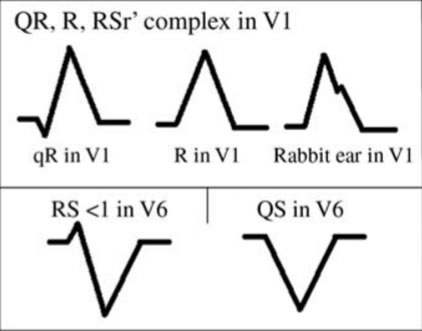 QR, R, RSr’ complex in V1
qR in V1
R in V1
Rabbit ear in V1
RS <1 in V6
QS in V6